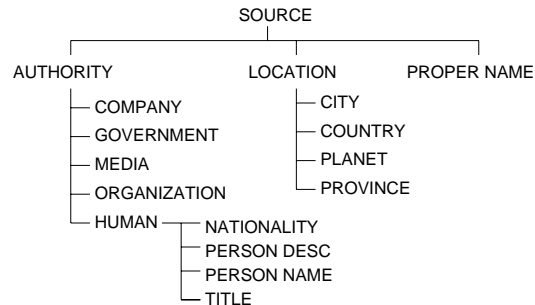 SOURCE
AUTHORITY LOCATION PROPER NAME
COMPANY
GOVERNMENT
MEDIA
ORGANIZATION
HUMAN
NATIONALITY
PERSON DESC
PERSON NAME
TITLE
CITY
COUNTRY
PLANET
PROVINCE